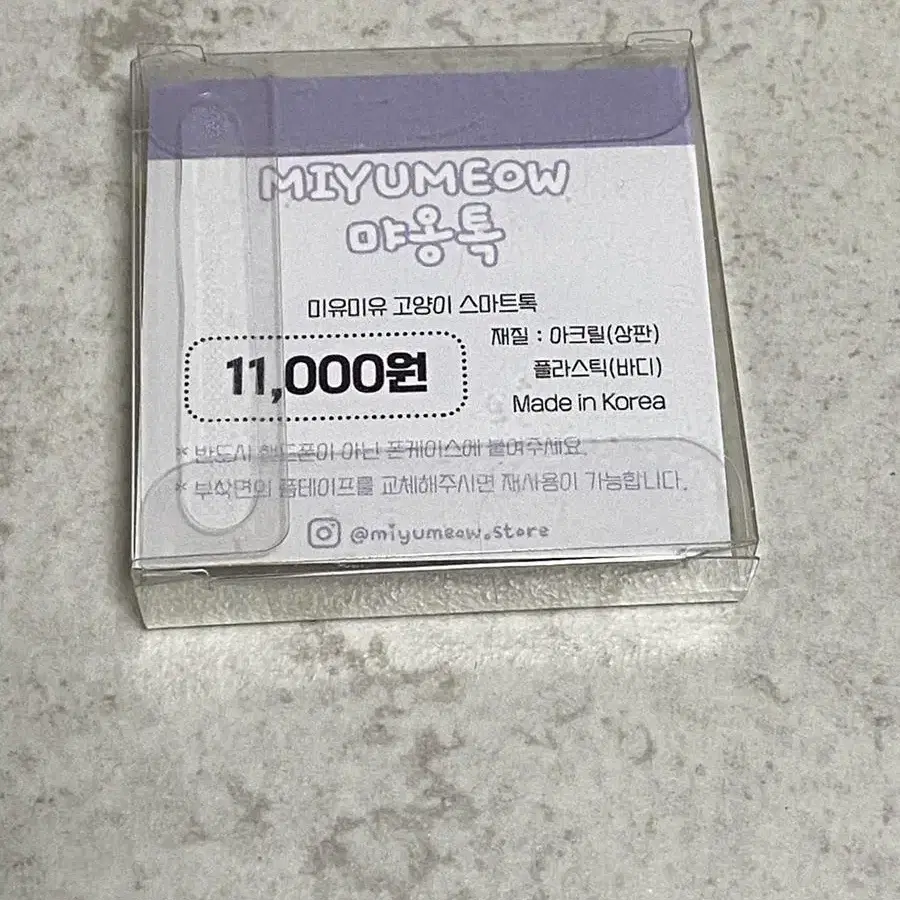 MIYUMEOW
먀옹톡
미유미유 고양이 스마트톡
11,000원
재질 : 아크릴(상판)
플라스틱(바디)
Made in Korea
* 반드시 핸드폰이 아닌 폰케이스에 붙여주세요.
* 부착면의 폼테이프를 교체해주시면 재사용이 가능합니다.
@miyumeow.store